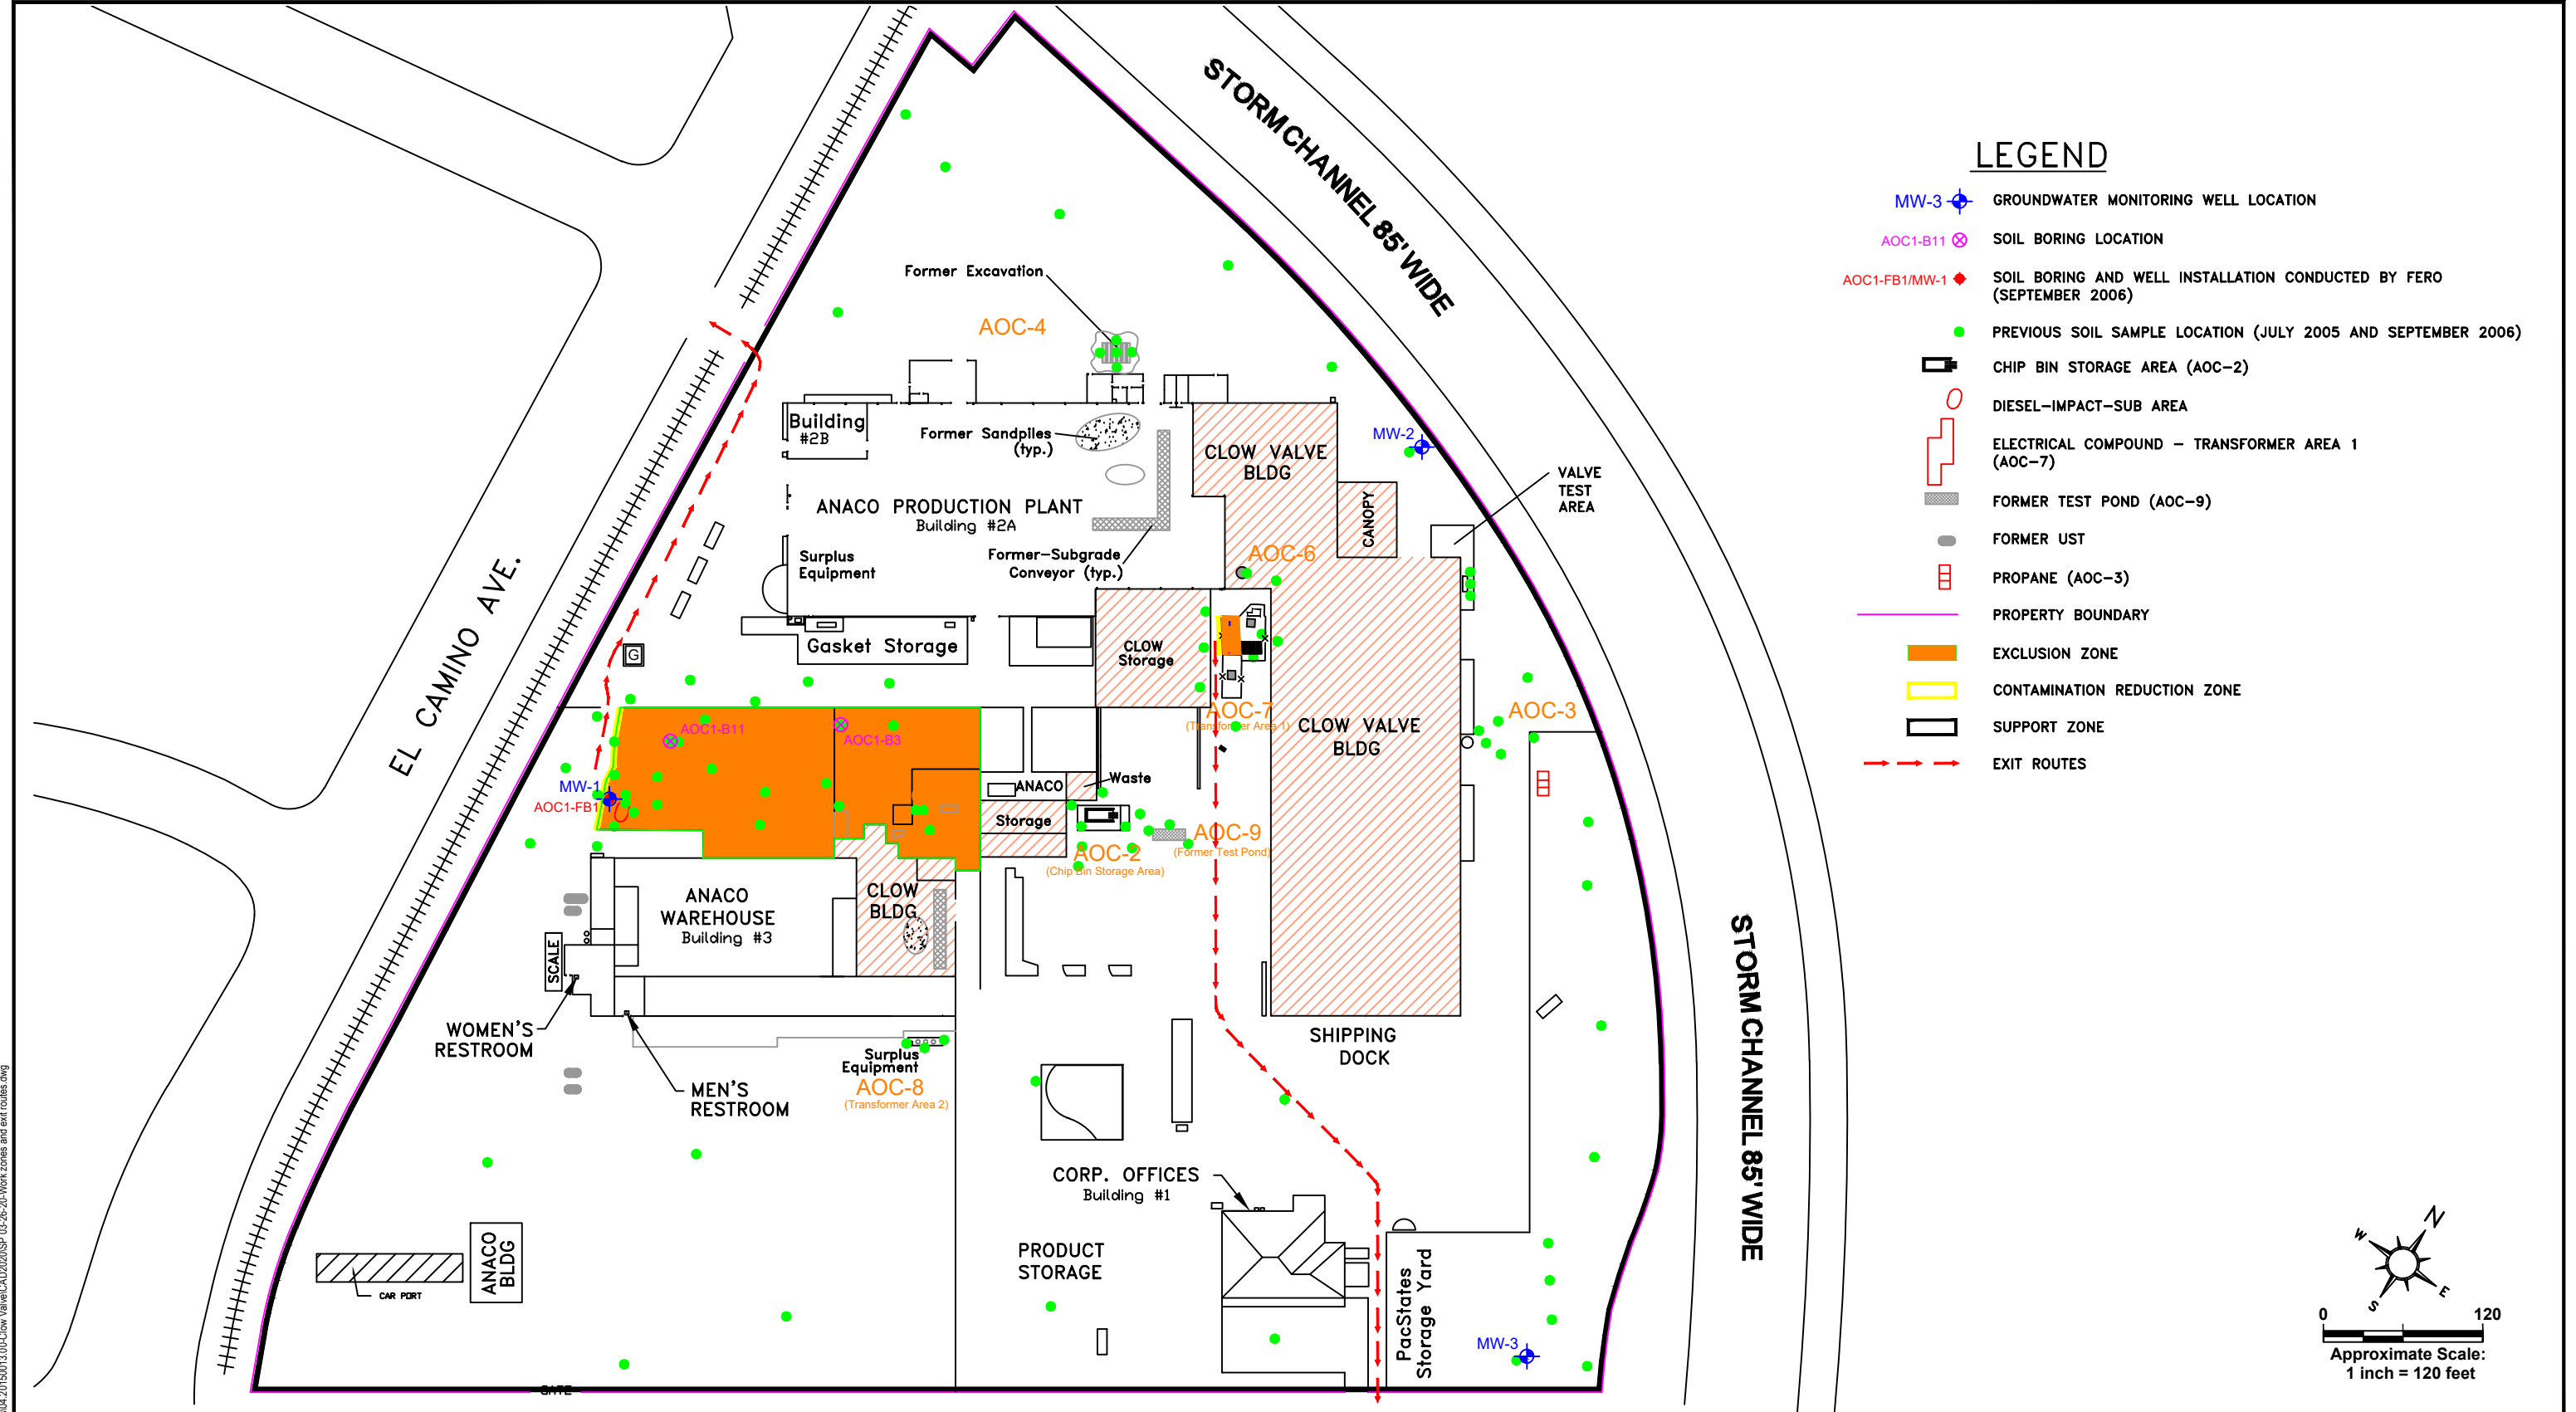 STORM CHANNEL 85' WIDE
LEGEND
MW-3
GROUNDWATER MONITORING WELL LOCATION
AOC1-B11
SOIL BORING LOCATION
AOC1-FB1/MW-1
SOIL BORING AND WELL INSTALLATION CONDUCTED BY FERO
(SEPTEMBER 2006)
PREVIOUS SOIL SAMPLE LOCATION (JULY 2005 AND SEPTEMBER 2006)
CHIP BIN STORAGE AREA (AOC-2)
DIESEL-IMPACT-SUB AREA
ELECTRICAL COMPOUND - TRANSFORMER AREA 1
(AOC-7)
FORMER TEST POND (AOC-9)
FORMER UST
PROPANE (AOC-3)
PROPERTY BOUNDARY
EXCLUSION ZONE
CONTAMINATION REDUCTION ZONE
SUPPORT ZONE
EXIT ROUTES
Former Excavation
AOC-4
Building
#2B
Former Sandpiles
(typ.)
CLOW VALVE
BLDG
MW-2
VALVE
TEST
AREA
CANOPY
ANACO PRODUCTION PLANT
Building #2A
Surplus
Equipment
Former-Subgrade
Conveyor (typ.)
AOC-6
EL CAMINO AVE.
G
Gasket Storage
CLOW
Storage
AOC-7
(Transformer Area 1)
CLOW VALVE
BLDG
AOC-3
AOC1-B11
AOC1-B3
MW-1
AOC1-FB1
ANACO
Waste
Storage
AOC-2
(Chip Bin Storage Area)
AOC-9
(Former Test Pond)
ANACO
WAREHOUSE
Building #3
CLOW
BLDG
SCALE
WOMEN'S
RESTROOM
MEN'S
RESTROOM
Surplus
Equipment
AOC-8
(Transformer Area 2)
SHIPPING
DOCK
STORM CHANNEL 85' WIDE
CORP. OFFICES
Building #1
PRODUCT
STORAGE
PacStates
Storage Yard
MW-3
ANACO
BLDG
CAR PORT
GATE
N
W
E
S
0
120
Approximate Scale:
1 inch = 120 feet